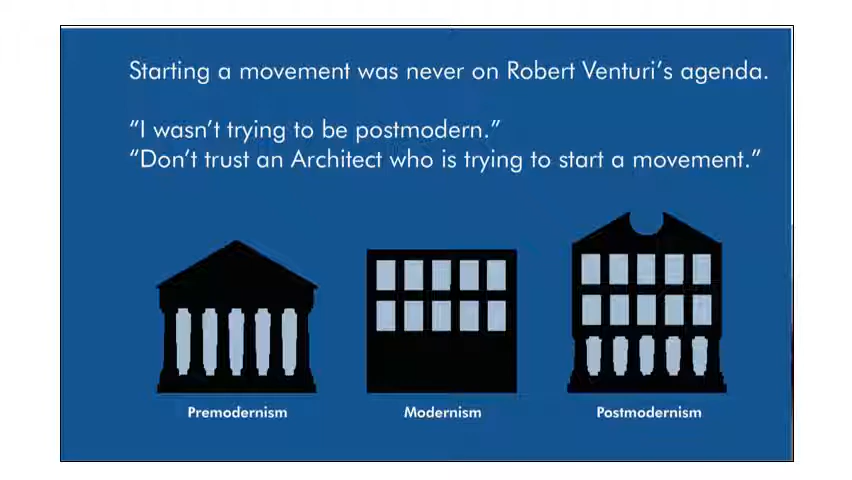 Starting a movement was never on Robert Venturi's agenda.
“I wasn't trying to be postmodern.”
“Don't trust an Architect who is trying to start a movement.”
Premodernism
Modernism
Postmodernism